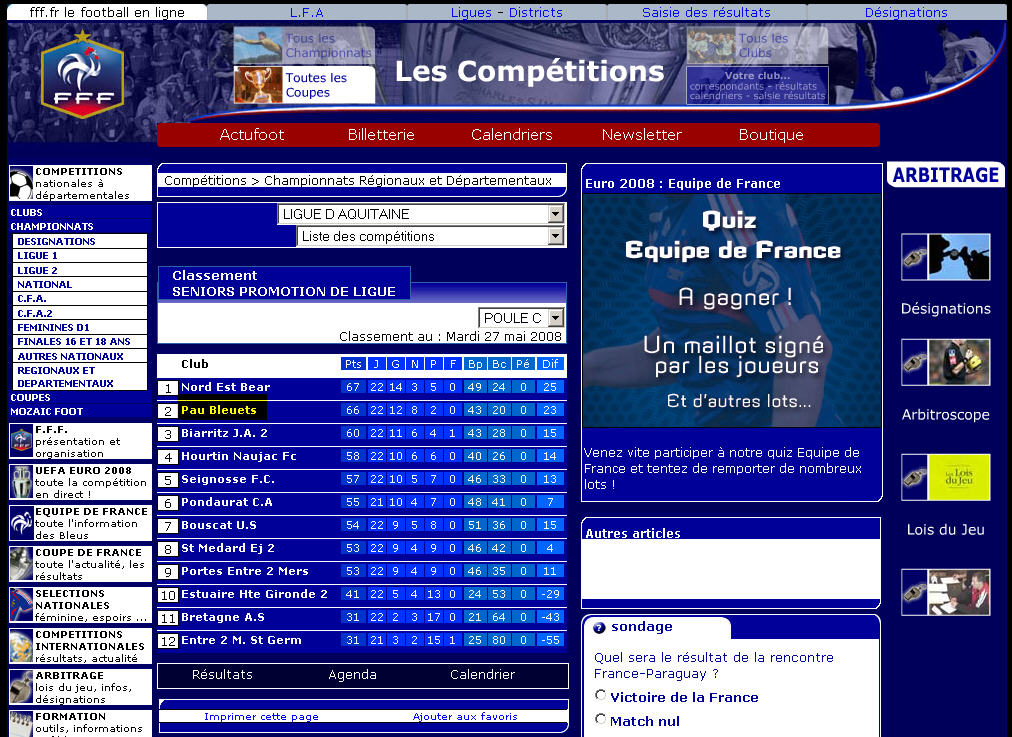 fff.fr le football en ligne
L.F.A
Ligues - Districts
Saisie des résultats
Désignations
FFF
Tous les
Championnats
Toutes les
Coupes
Les Compétitions
Tous les
Clubs
Votre club...
correspondants - résultats
calendriers - saisie résultats
Actufoot
Billetterie
Calendriers
Newsletter
Boutique
COMPETITIONS
nationales à
départementales
CLUBS
CHAMPIONNATS
DESIGNATIONS
LIGUE 1
LIGUE 2
NATIONAL
C.F.A.
C.F.A.2
FEMININES D1
FINALES 16 ET 18 ANS
AUTRES NATIONAUX
REGIONAUX ET
DEPARTEMENTAUX
COUPES
MOZAIC FOOT
F.F.F.
présentation et
organisation
UEFA EURO 2008
toute la compétition
en direct !
EQUIPE DE FRANCE
toute l'information
des Bleus
COUPE DE FRANCE
toute l'actualité, les
résultats
SELECTIONS
NATIONALES
féminine, espoirs ...
COMPETITIONS
INTERNATIONALES
résultats, actualité
ARBITRAGE
lois du jeu, infos,
désignations
FORMATION
outils, informations
Compétitions > Championnats Régionaux et Départementaux
LIGUE D AQUITAINE
Liste des compétitions
Classement
SENIORS PROMOTION DE LIGUE
POULE C
Classement au : Mardi 27 mai 2008
Club Pts J G N P F Bp Bc Pé Dif
1 Nord Est Bear 67 22 14 3 5 0 49 24 0 25
2 Pau Bleuets 66 22 12 8 2 0 43 20 0 23
3 Biarritz J.A. 2 60 22 11 6 4 1 43 28 0 15
4 Hourtin Naujac Fc 58 22 10 6 6 0 40 26 0 14
5 Seignosse F.C. 57 22 10 5 7 0 46 33 0 13
6 Pondaurat C.A 55 21 10 4 7 0 48 41 0 7
7 Bouscat U.S 54 22 9 5 8 0 51 36 0 15
8 St Medard Ej 2 53 22 9 4 9 0 46 42 0 4
9 Portes Entre 2 Mers 53 22 9 4 9 0 46 35 0 11
10 Estuaire Hte Gironde 2 41 22 5 4 13 0 24 53 0 -29
11 Bretagne A.S 31 22 2 3 17 0 21 64 0 -43
12 Entre 2 M. St Germ 31 21 3 2 15 1 25 80 0 -55
Résultats
Agenda
Calendrier
Imprimer cette page
Ajouter aux favoris
Euro 2008 : Equipe de France
Quiz
Equipe de France
A gagner !
Un maillot signé
par les joueurs
Et d'autres lots...
Venez vite participer à notre quiz Equipe de
France et tentez de remporter de nombreux
lots !
Autres articles
? sondage
Quel sera le résultat de la rencontre
France-Paraguay ?
Victoire de la France
Match nul
ARBITRAGE
Désignations
Arbitroscope
Les Lois
du Jeu
Lois du Jeu